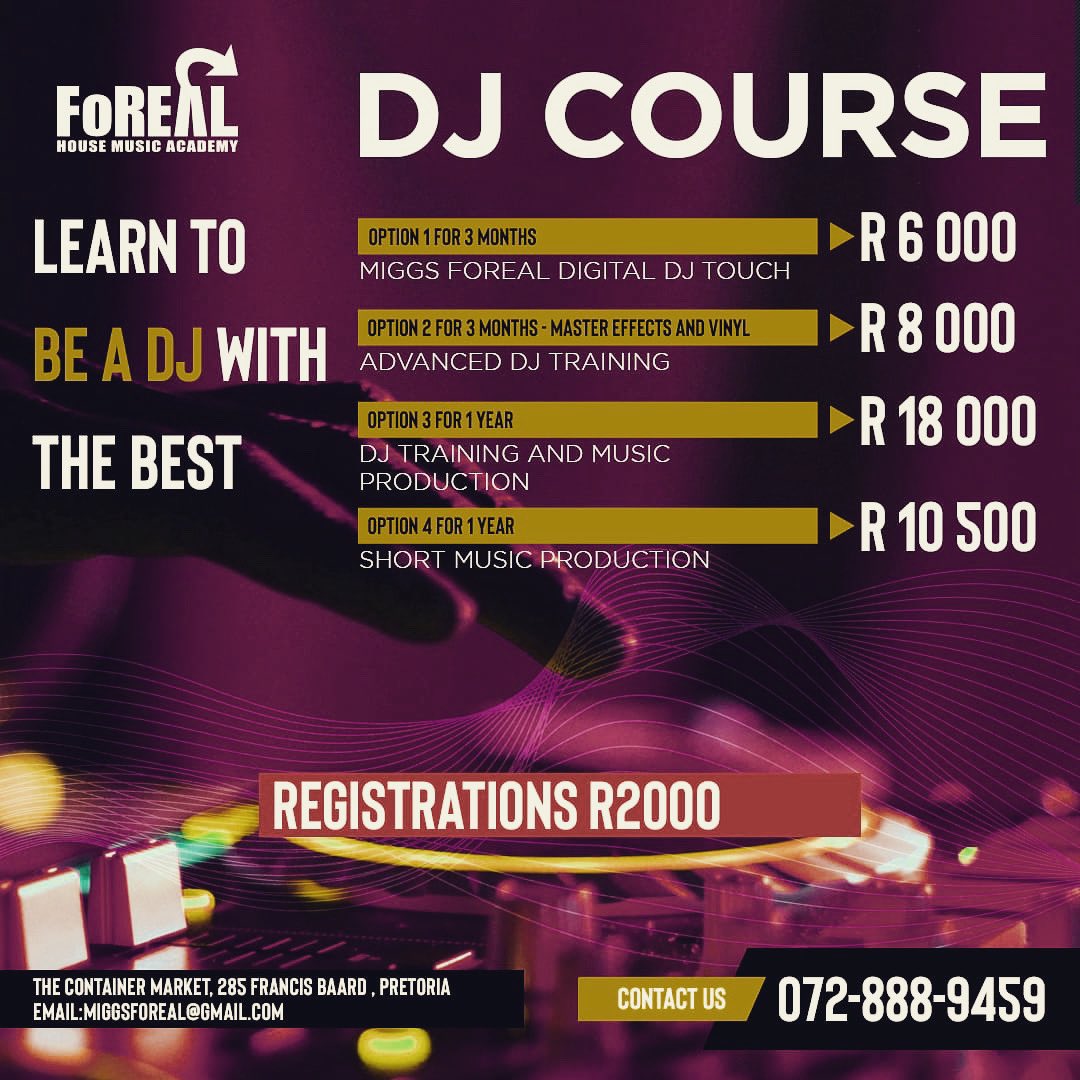 FOREAL
HOUSE MUSIC ACADEMY
DJ COURSE
LEARN TO
BE A DJ WITH
THE BEST
OPTION 1 FOR 3 MONTHS
R 6 000
MIGGS FOREAL DIGITAL DJ TOUCH
OPTION 2 FOR 3 MONTHS - MASTER EFFECTS AND VINYL
R 8 000
ADVANCED DJ TRAINING
OPTION 3 FOR 1 YEAR
R 18 000
DJ TRAINING AND MUSIC
PRODUCTION
OPTION 4 FOR 1 YEAR
R 10 500
SHORT MUSIC PRODUCTION
REGISTRATIONS R2000
THE CONTAINER MARKET, 285 FRANCIS BAARD , PRETORIA
EMAIL:MIGGSFOREAL@GMAIL.COM
CONTACT US
072-888-9459